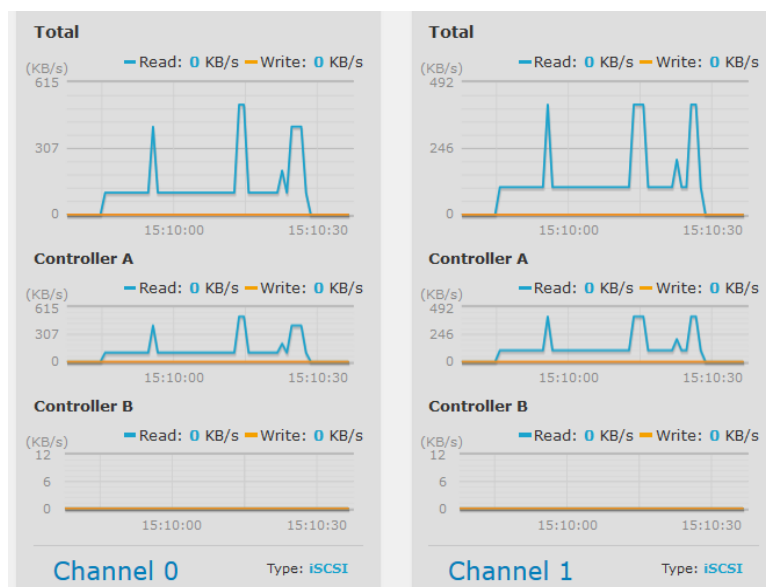 Total
Read: 0 KB/s Write: 0 KB/s
(KB/s)
615
307
0
15:10:00 15:10:30
Controller A
Read: 0 KB/s Write: 0 KB/s
(KB/s)
615
307
0
15:10:00 15:10:30
Controller B
Read: 0 KB/s Write: 0 KB/s
(KB/s)
12
6
0
15:10:00 15:10:30
Channel 0 Type: iSCSI
Total
Read: 0 KB/s Write: 0 KB/s
(KB/s)
492
246
0
15:10:00 15:10:30
Controller A
Read: 0 KB/s Write: 0 KB/s
(KB/s)
492
246
0
15:10:00 15:10:30
Controller B
Read: 0 KB/s Write: 0 KB/s
(KB/s)
12
6
0
15:10:00 15:10:30
Channel 1 Type: iSCSI